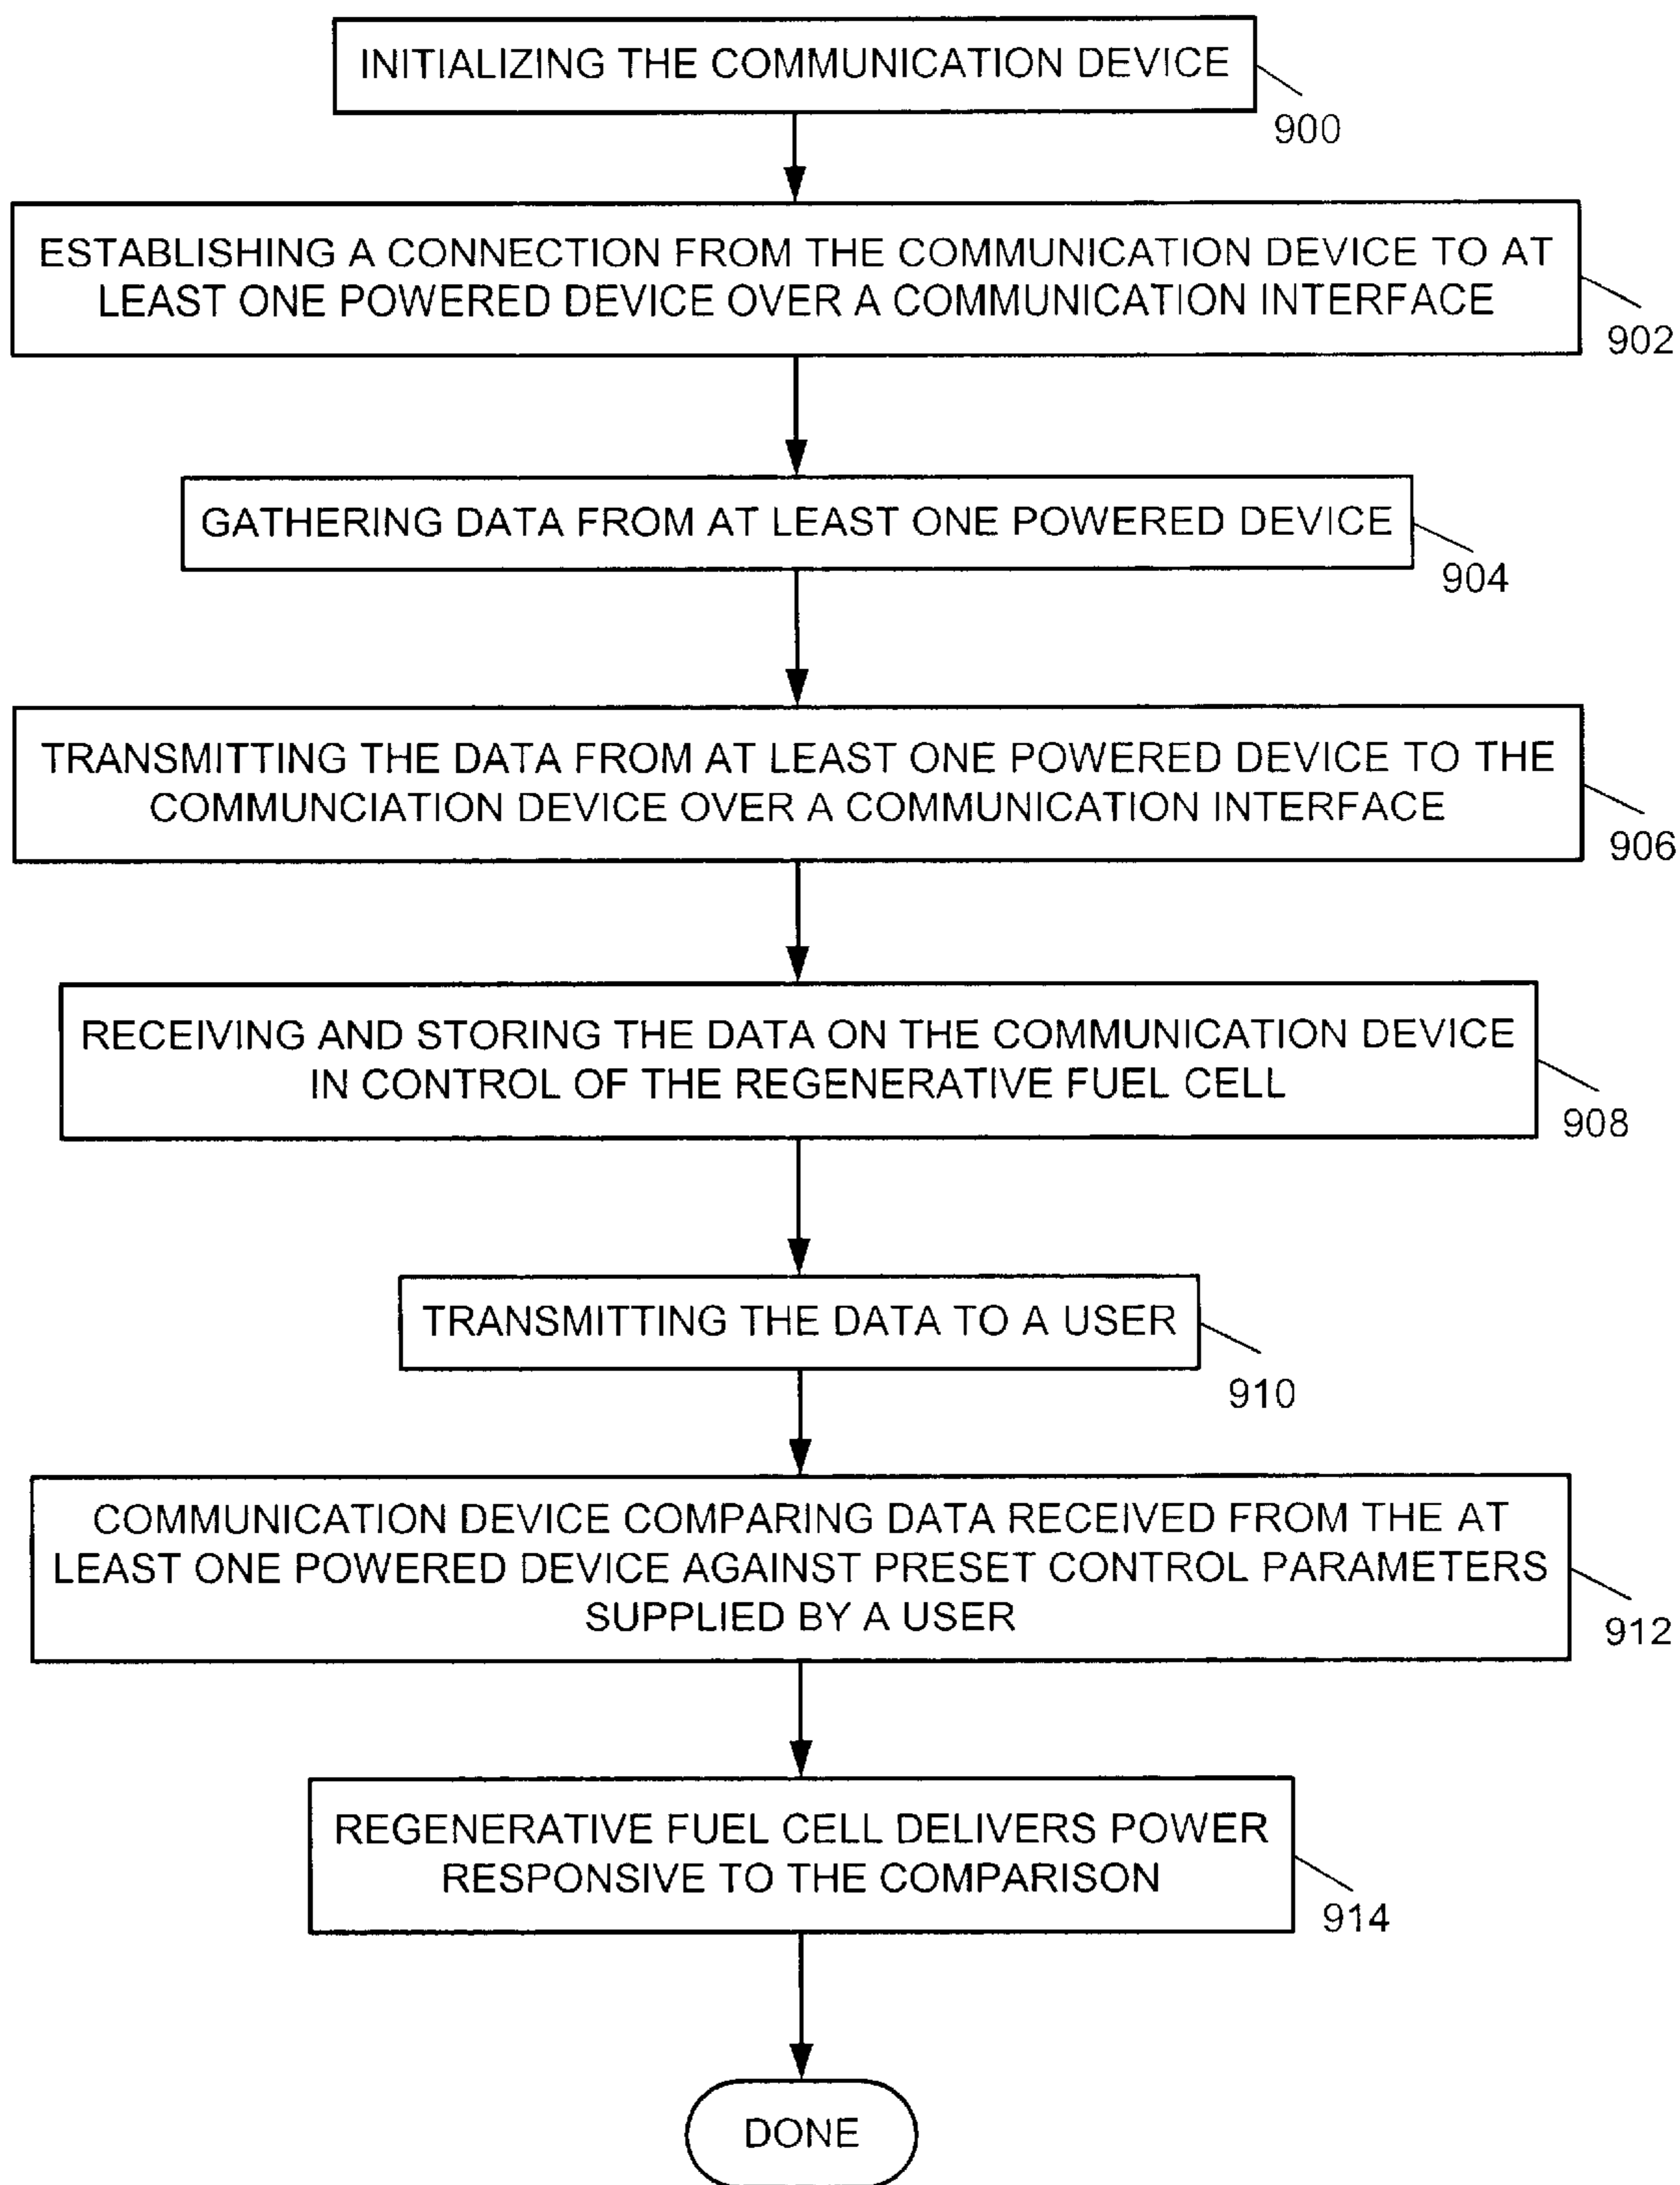 INITIALIZING THE COMMUNICATION DEVICE
900
ESTABLISHING A CONNECTION FROM THE COMMUNICATION DEVICE TO AT
LEAST ONE POWERED DEVICE OVER A COMMUNICATION INTERFACE
902
GATHERING DATA FROM AT LEAST ONE POWERED DEVICE
904
TRANSMITTING THE DATA FROM AT LEAST ONE POWERED DEVICE TO THE
COMMUNCIATION DEVICE OVER A COMMUNICATION INTERFACE
906
RECEIVING AND STORING THE DATA ON THE COMMUNICATION DEVICE
IN CONTROL OF THE REGENERATIVE FUEL CELL
908
TRANSMITTING THE DATA TO A USER
910
COMMUNICATION DEVICE COMPARING DATA RECEIVED FROM THE AT
LEAST ONE POWERED DEVICE AGAINST PRESET CONTROL PARAMETERS
SUPPLIED BY A USER
912
REGENERATIVE FUEL CELL DELIVERS POWER
RESPONSIVE TO THE COMPARISON
914
DONE